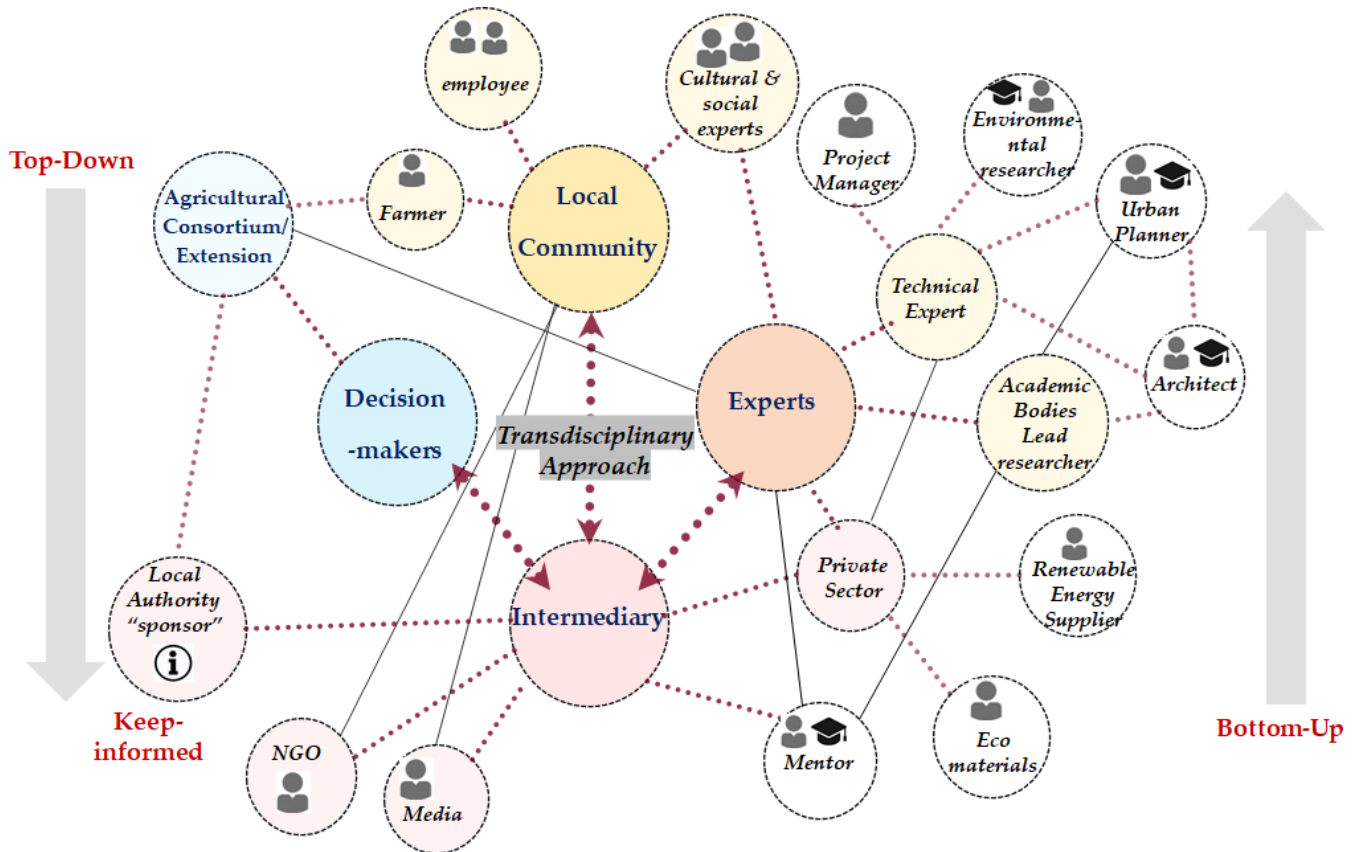 employee
Cultural &
social
experts
Project
Manager
Environme-
ntal
researcher
Top-Down
Agricultural
Consortium/
Extension
Farmer
Local
Community
Urban
Planner
Technical
Expert
Architect
Decision
-makers
Experts
Academic
Bodies
Lead
researcher
Transdisciplinary
Approach
Local
Authority
“sponsor”
i
Intermediary
Private
Sector
Renewable
Energy
Supplier
Keep-
informed
Bottom-Up
NGO
Media
Mentor
Eco
materials